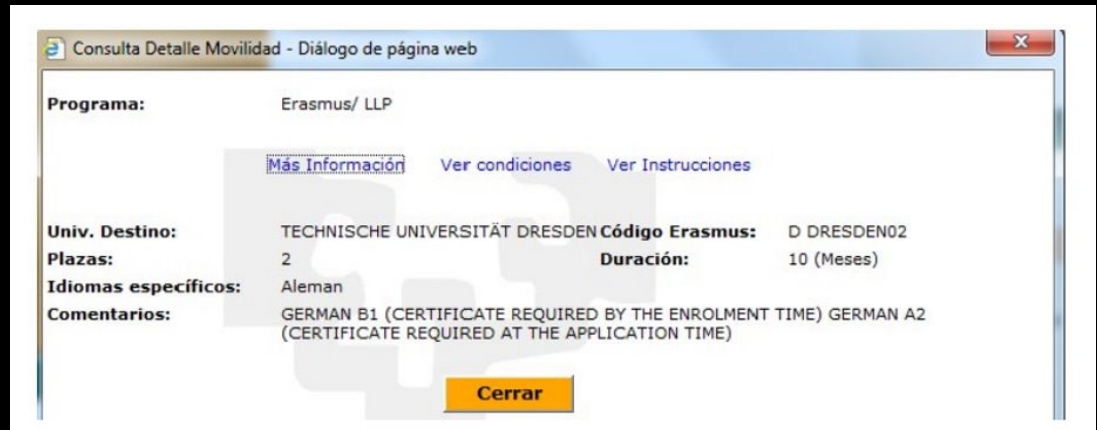 Consulta Detalle Movilidad - Diálogo de página web
Programa: Erasmus/ LLP
Más Información Ver condiciones Ver Instrucciones
Univ. Destino: TECHNISCHE UNIVERSITÄT DRESDEN Código Erasmus: D DRESDEN02
Plazas: 2 Duración: 10 (Meses)
Idiomas específicos: Aleman
Comentarios: GERMAN B1 (CERTIFICATE REQUIRED BY THE ENROLMENT TIME) GERMAN A2
(CERTIFICATE REQUIRED AT THE APPLICATION TIME)
Cerrar